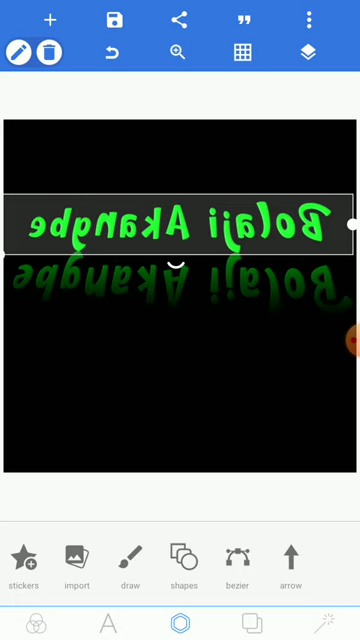 Bolaji Akangbe
Bolaji Akangbe
stickers
import
draw
shapes
bezier
arrow